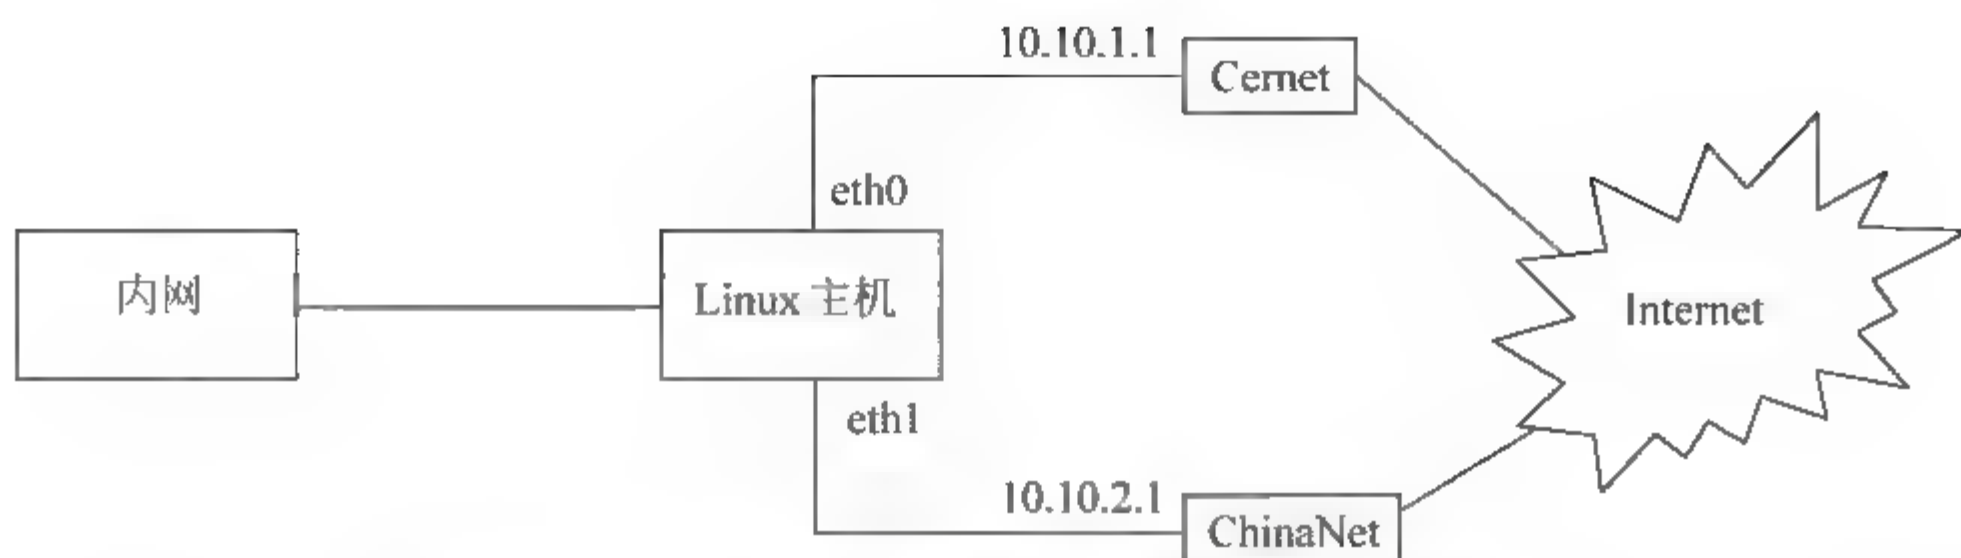 10.10.1.1
Cernet
eth0
内网
Linux 主机
Internet
eth1
10.10.2.1
ChinaNet